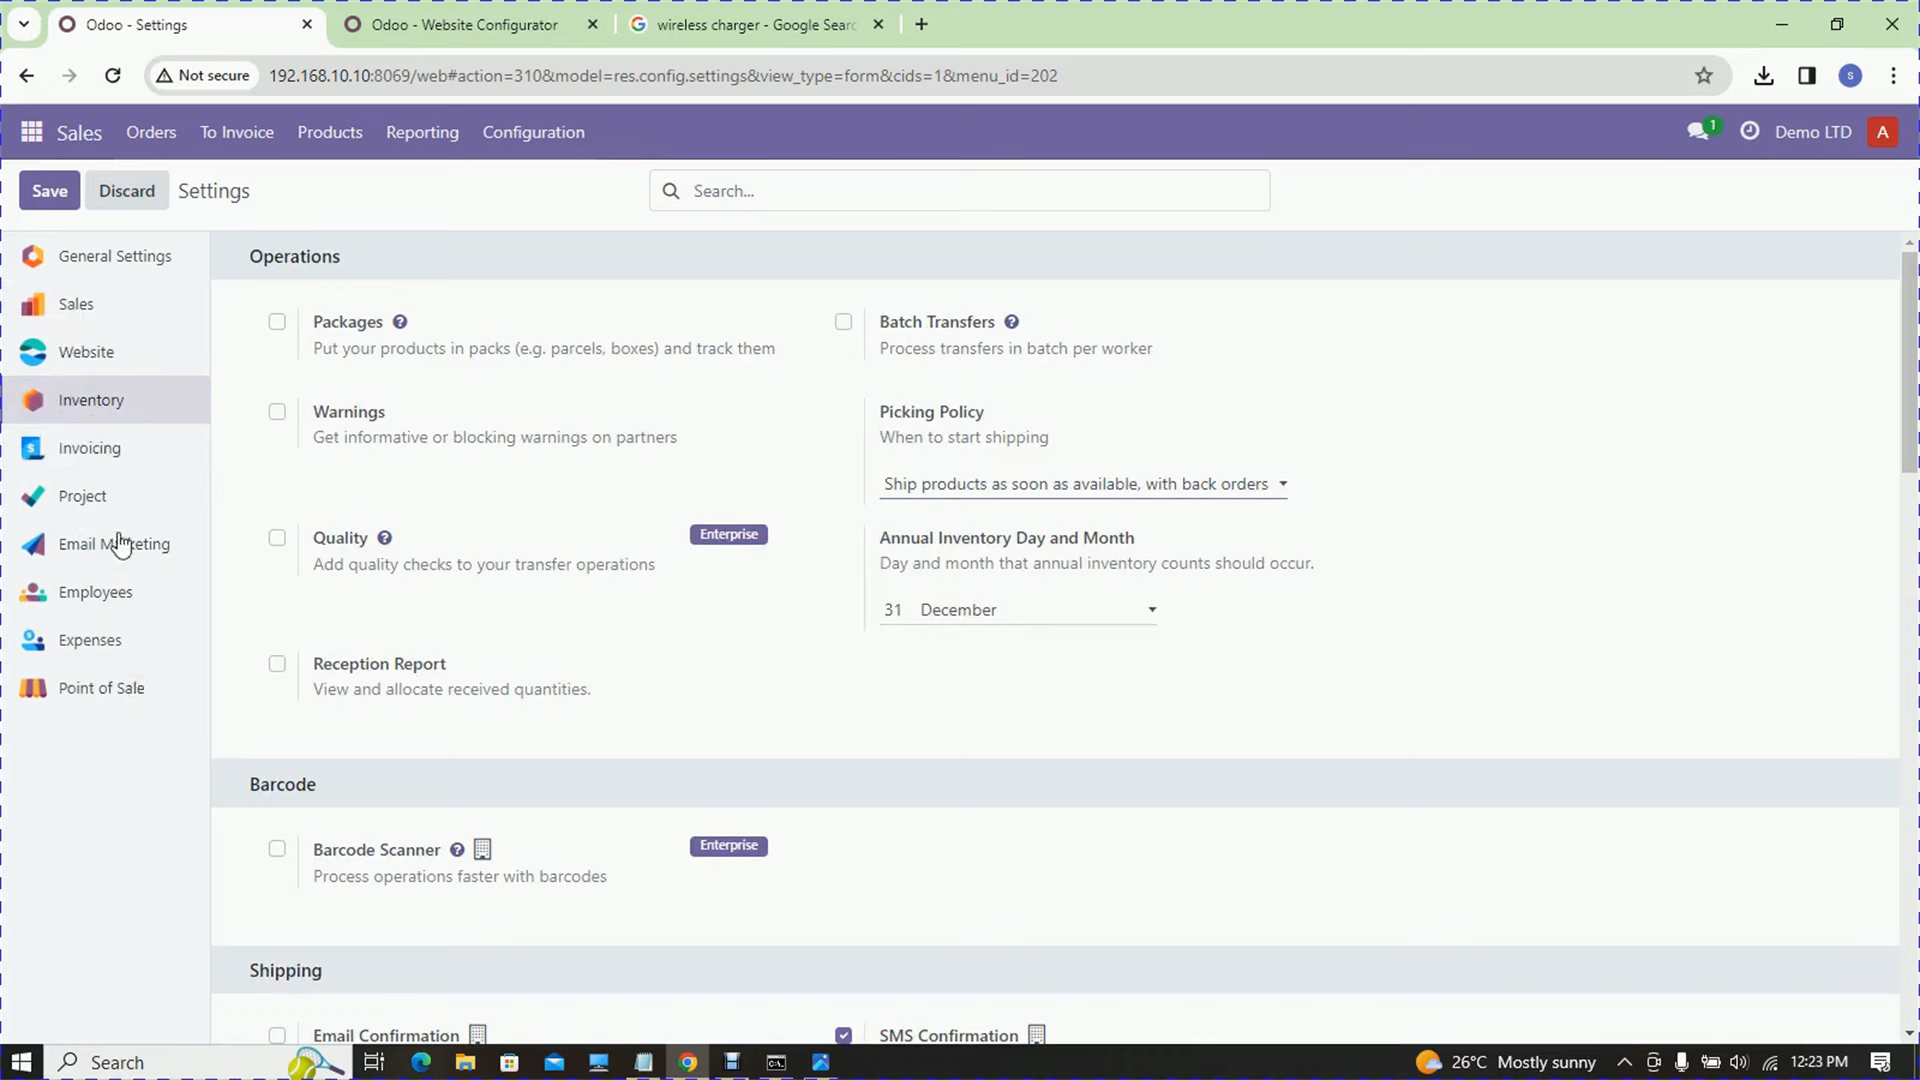 Odoo - Settings
Odoo - Website Configurator
wireless charger - Google Searc
Not secure
192.168.10.10:8069/web#action=310&model=res.config.settings&view_type=form&cids=1&menu_id=202
S
Sales
Orders
To Invoice
Products
Reporting
Configuration
1
Demo LTD
A
Save
Discard
Settings
Search...
General Settings
Sales
Website
Inventory
Invoicing
Project
Email Marketing
Employees
Expenses
Point of Sale
Operations
Packages ?
Put your products in packs (e.g. parcels, boxes) and track them
Batch Transfers ?
Process transfers in batch per worker
Warnings
Get informative or blocking warnings on partners
Picking Policy
When to start shipping
Ship products as soon as available, with back orders
Quality ?
Enterprise
Add quality checks to your transfer operations
Annual Inventory Day and Month
Day and month that annual inventory counts should occur.
31 December
Reception Report
View and allocate received quantities.
Barcode
Barcode Scanner ?
Enterprise
Process operations faster with barcodes
Shipping
Email Confirmation
SMS Confirmation
Search
26°C Mostly sunny
12:23 PM